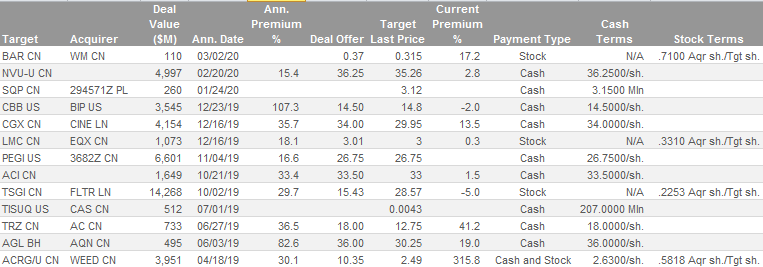 Deal Ann. Current
Value Premium Target Premium Cash
Target Acquirer ($M) Ann. Date % Deal Offer Last Price % Payment Type Terms Stock Terms
BAR CN WM CN 110 03/02/20 0.37 0.315 17.2 Stock N/A .7100 Aqr sh./Tgt sh.
NVU-U CN 4,997 02/20/20 15.4 36.25 35.26 2.8 Cash 36.2500/sh.
SQP CN 294571Z PL 260 01/24/20 3.12 Cash 3.1500 Mln
CBB US BIP US 3,545 12/23/19 107.3 14.50 14.8 -2.0 Cash 14.5000/sh.
CGX CN CINE LN 4,154 12/16/19 35.7 34.00 29.95 13.5 Cash 34.0000/sh.
LMC CN EQX CN 1,073 12/16/19 18.1 3.01 3 0.3 Stock N/A .3310 Aqr sh./Tgt sh.
PEGI US 3682Z CN 6,601 11/04/19 16.6 26.75 26.75 Cash 26.7500/sh.
ACI CN 1,649 10/21/19 33.4 33.50 33 1.5 Cash 33.5000/sh.
TSGI CN FLTR LN 14,268 10/02/19 29.7 15.43 28.57 -5.0 Stock N/A .2253 Aqr sh./Tgt sh.
TISUQ US CAS CN 512 07/01/19 0.0043 Cash 207.0000 Mln
TRZ CN AC CN 733 06/27/19 36.5 18.00 12.75 41.2 Cash 18.0000/sh.
AGL BH AQN CN 495 06/03/19 82.6 36.00 30.25 19.0 Cash 36.0000/sh.
ACRG/U CN WEED CN 3,951 04/18/19 30.1 10.35 2.49 315.8 Cash and Stock 2.6300/sh. .5818 Aqr sh./Tgt sh.